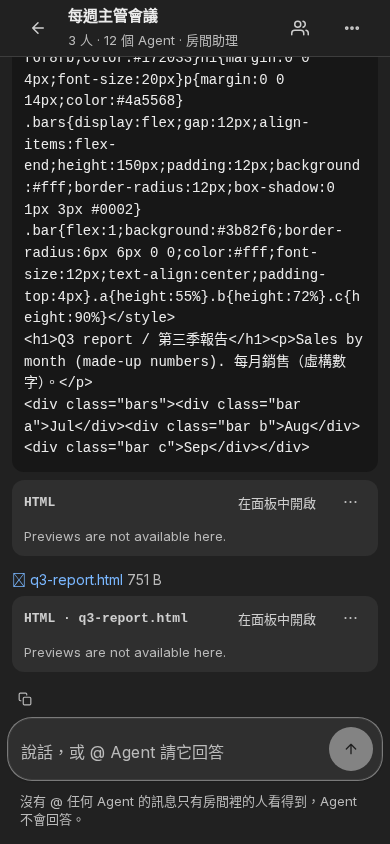 每週主管會議
3 人 · 12 個 Agent · 房間助理
4px;font-size:20px}p{margin:0 0
14px;color:#4a5568}
.bars{display:flex;gap:12px;align-
items:flex-
end;height:150px;padding:12px;background
:#fff;border-radius:12px;box-shadow:0
1px 3px #0002}
.bar{flex:1;background:#3b82f6;border-
radius:6px 6px 0 0;color:#fff;font-
size:12px;text-align:center;padding-
top:4px}.a{height:55%}.b{height:72%}.c{h
eight:90%}</style>
<h1>Q3 report / 第三季報告</h1><p>Sales by
month (made-up numbers). 每月銷售（虛構數
字）。</p>
<div class="bars"><div class="bar
a">Jul</div><div class="bar b">Aug</div>
<div class="bar c">Sep</div></div>
HTML 在面板中開啟 ···
Previews are not available here.
q3-report.html 751 B
HTML · q3-report.html 在面板中開啟 ···
Previews are not available here.
說話，或 @ Agent 請它回答
沒有 @ 任何 Agent 的訊息只有房間裡的人看得到，Agent
不會回答。